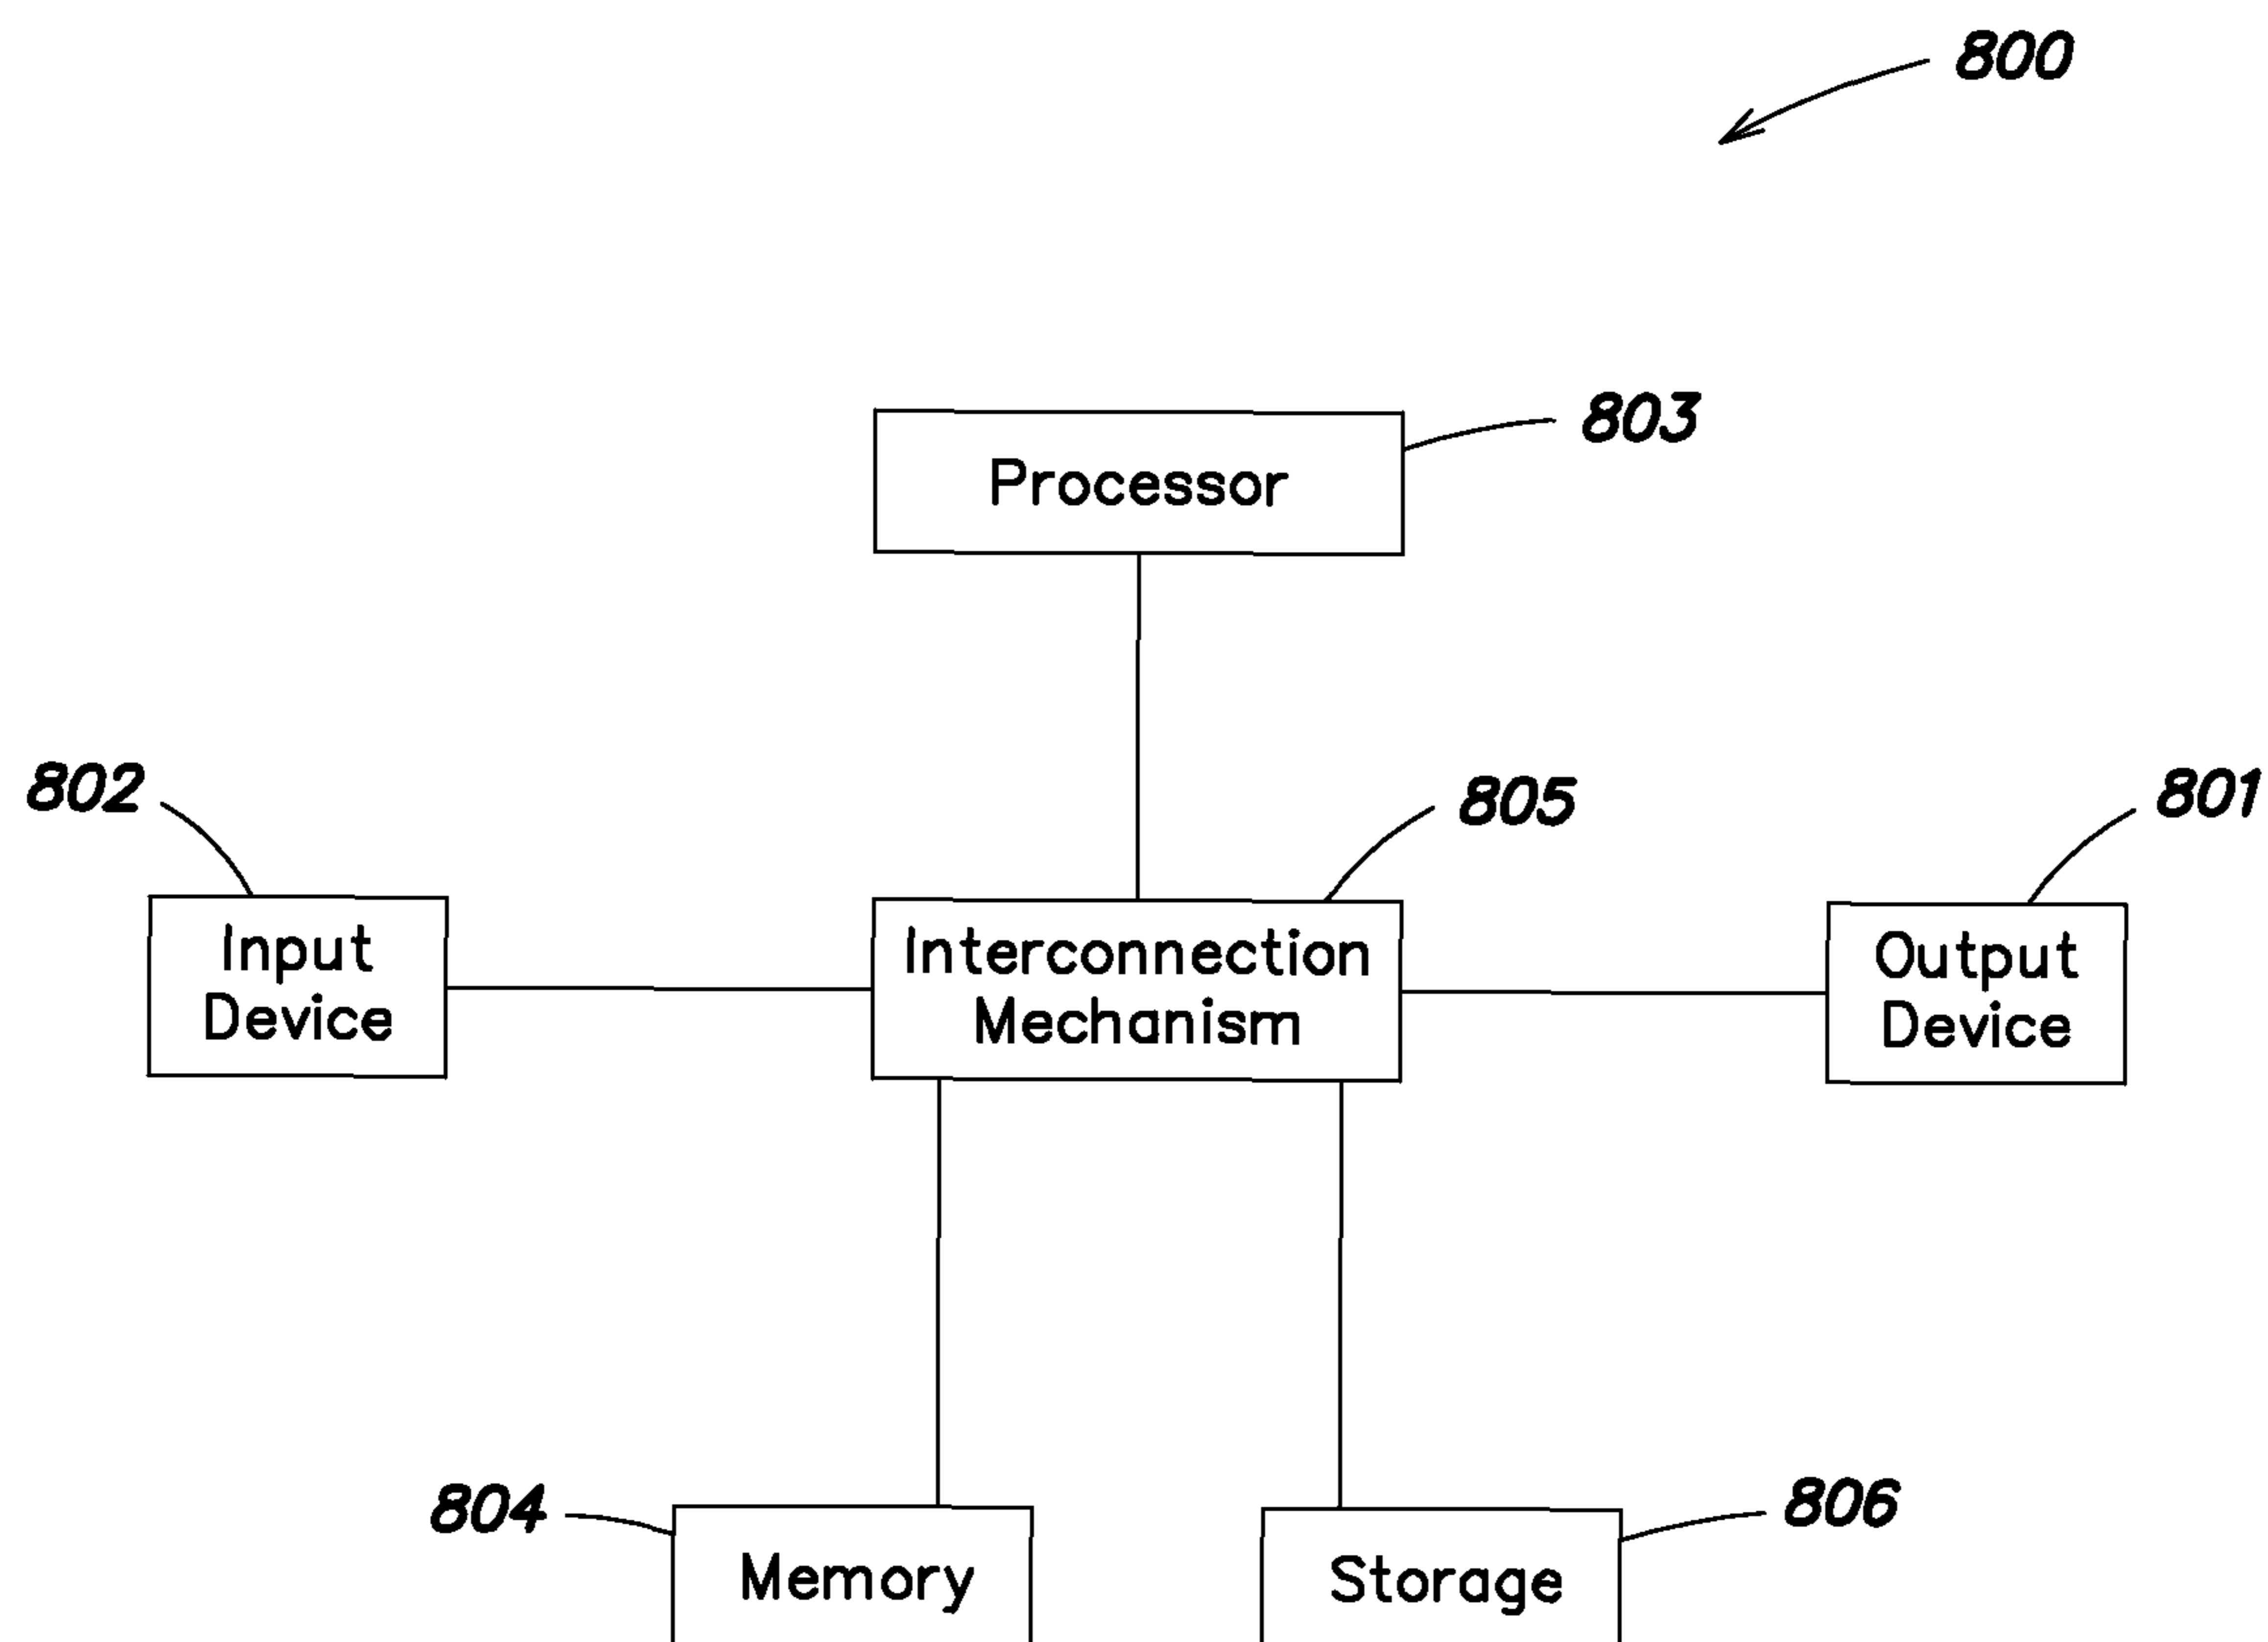 800
803
Processor
802
805
801
Input
Device
Interconnection
Mechanism
Output
Device
804
806
Memory
Storage